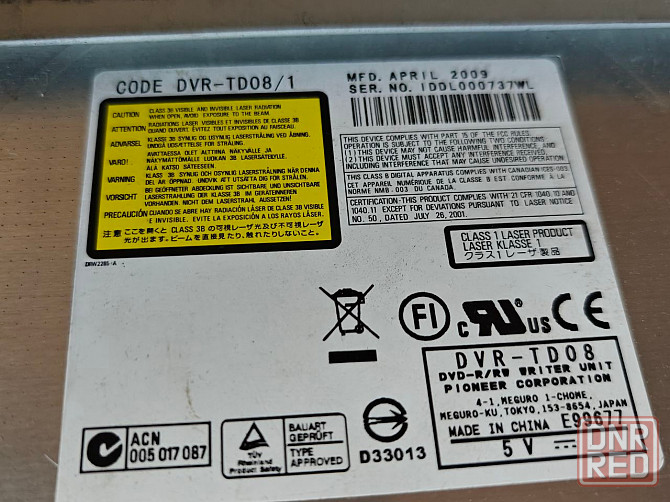 CODE DVR-TD08/1
MFD. APRIL 2009
SER. NO. IDDL000737WL
CAUTION CLASS 3B VISIBLE AND INVISIBLE LASER RADIATION
WHEN OPEN, AVOID EXPOSURE TO THE BEAM
ATTENTION RADIATIONS LASER VISIBLES ET INVISIBLES DE CLASSE 3B
QUAND OUVERT. ÉVITEZ TOUT EXPOSITION AU FAISCEAU
ADVARSEL KLASSE 3B SYNLIG OG USYNLIG LASERSTRÅLING VED ÅBNING.
UNDGÅ UDSÆTTELSE FOR STRÅLING.
VARO! AVATTAESSA OLET ALTTIINA NÄKYVÄLLE JA
NÄKYMÄTTÖMÄLLE LUOKAN 3B LASERSÄTEILYLLE.
ÄLÄ KATSO SÄTEESEEN.
VARNING KLASS 3B SYNLIG OCH OSYNLIG LASERSTRÅLNING NÄR DENNA
DEL ÄR ÖPPNAD. UNDVIK ATT UTSÄTTA DIG FÖR STRÅLEN.
VORSICHT BEI GEÖFFNETER ABDECKUNG IST SICHTBARE UND UNSICHTBARE
LASERSTRAHLUNG DER KLASSE 3B IM GERÄTEINNEREN
VORHANDEN. NICHT DEM LASERSTRAHL AUSSETZEN!
PRECAUCIÓN CUANDO SE ABRE HAY RADIACIÓN LÁSER DE CLASE 3B VISIBLE
E INVISIBLE. EVITE LA EXPOSICIÓN A LOS RAYOS LÁSER.
注意 ここを開くと CLASS 3B の可視レーザ光及び不可視レーザ
光が出ます。ビームを直接見たり、触れたりしないこと。
DRW2285-A
THIS DEVICE COMPLIES WITH PART 15 OF THE FCC RULES.
OPERATION IS SUBJECT TO THE FOLLOWING TWO CONDITIONS:
(1) THIS DEVICE MAY NOT CAUSE HARMFUL INTERFERENCE, AND
(2) THIS DEVICE MUST ACCEPT ANY INTERFERENCE RECEIVED,
INCLUDING INTERFERENCE THAT MAY CAUSE UNDESIRED OPERATION
THIS CLASS B DIGITAL APPARATUS COMPLIES WITH CANADIAN ICES-003
CET APPAREIL NUMÉRIQUE DE LA CLASSE B EST CONFORME À LA
NORME NMB-003 DU CANADA.
CERTIFICATION:THIS PRODUCT COMPLIES WITH 21 CFR 1040.10 AND
1040.11 EXCEPT FOR DEVIATIONS PURSUANT TO LASER NOTICE
NO. 50, DATED JULY 26, 2001.
CLASS 1 LASER PRODUCT
LASER KLASSE 1
クラス 1 レーザ製品
FI c RU US CE
DVR-TD08
DVD-R/RW WRITER UNIT
PIONEER CORPORATION
4-1, MEGURO 1-CHOME,
MEGURO-KU, TOKYO, 153-8654, JAPAN
MADE IN CHINA E99677
5 V
ACN
005 017 087
TÜV
Rheinland
Product Safety
BAUART
GEPRÜFT
TYPE
APPROVED
D33013
DNR
RED